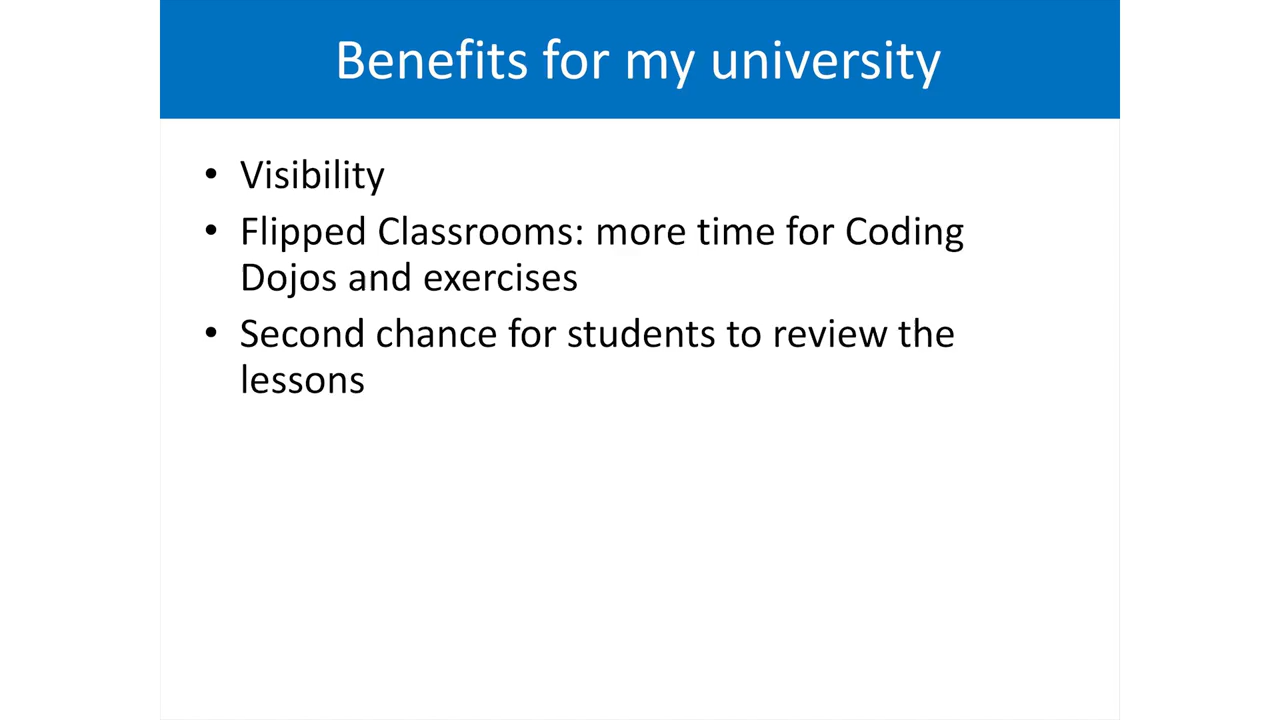 Benefits for my university
• Visibility
• Flipped Classrooms: more time for Coding
Dojos and exercises
• Second chance for students to review the
lessons